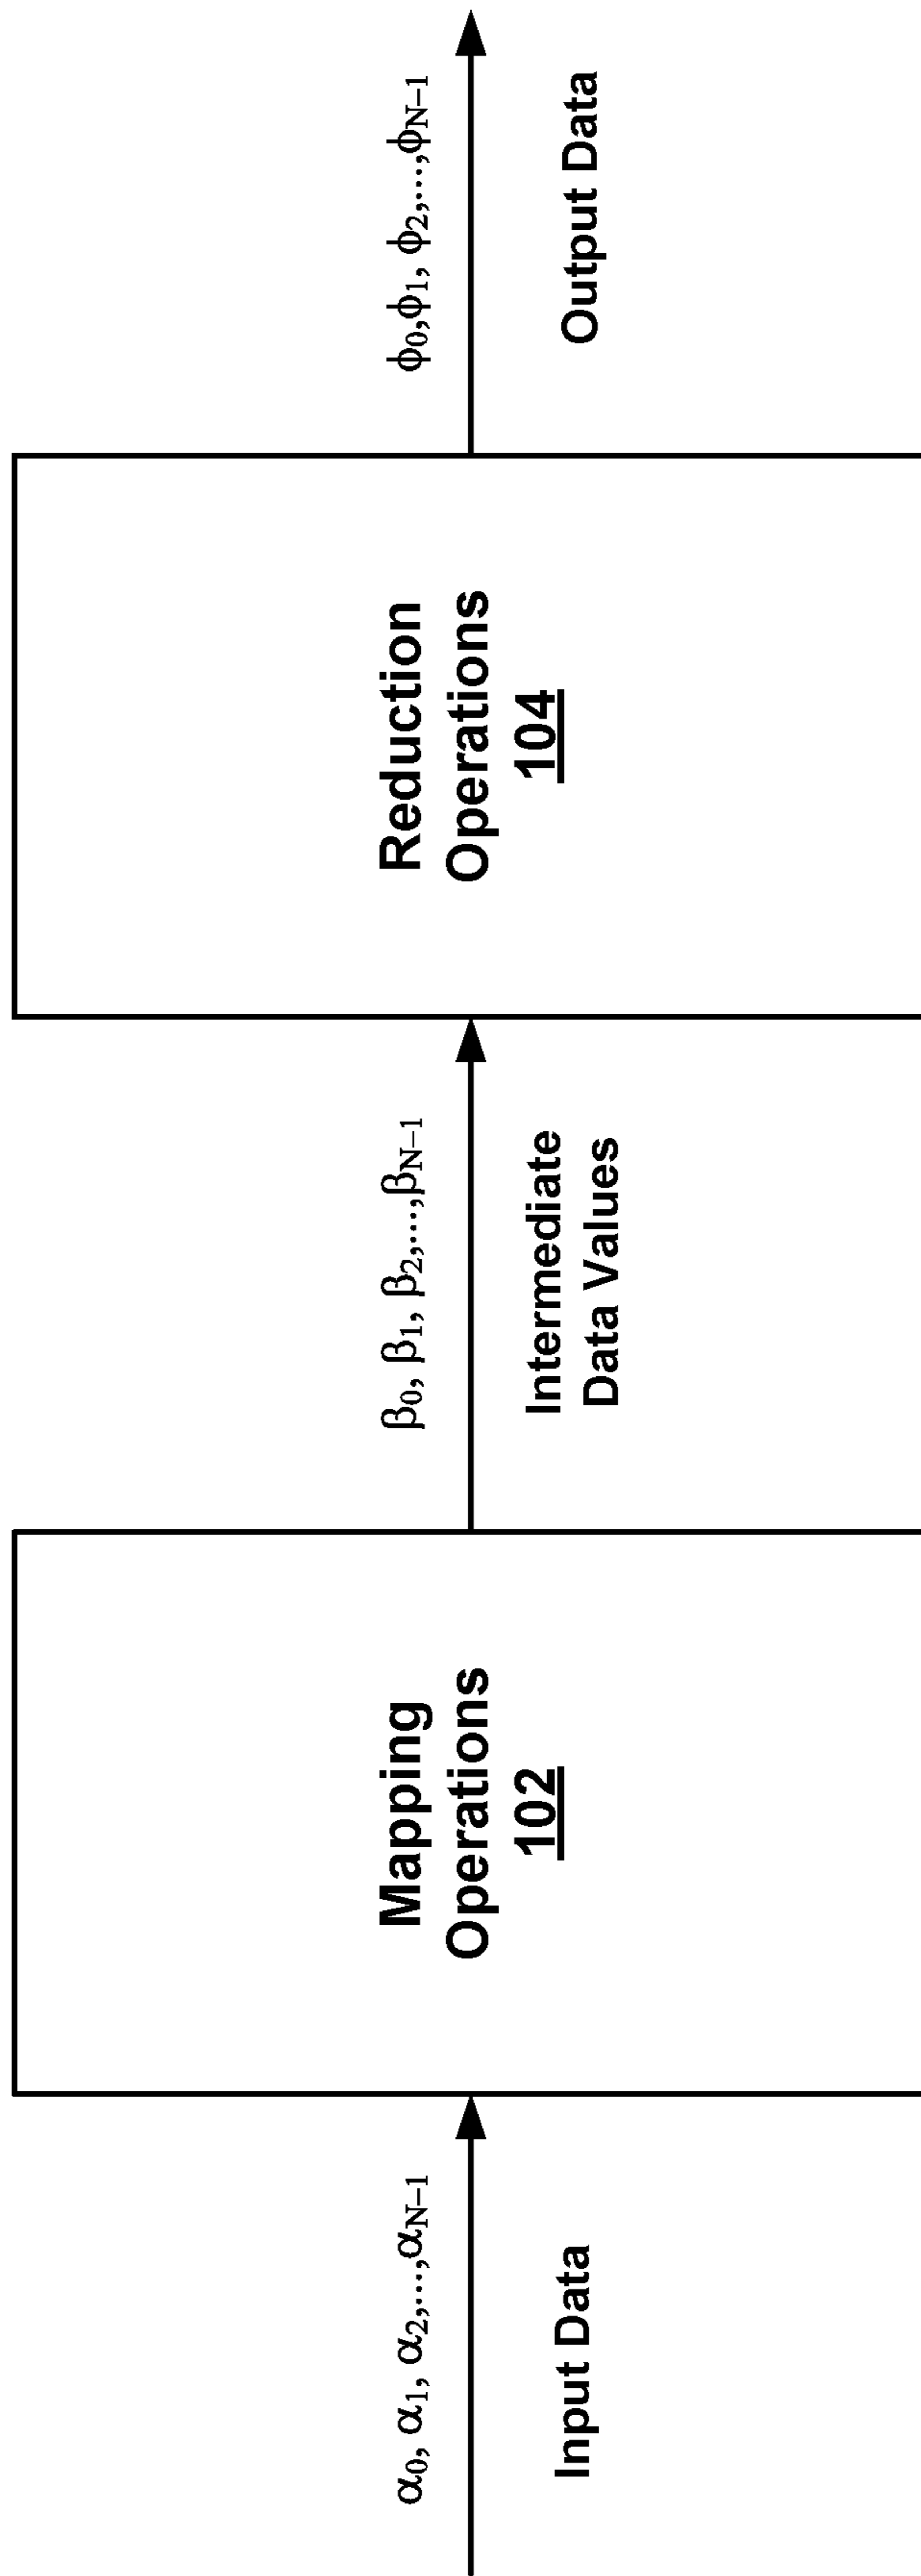 α0, α1, α2,...,αN−1
Input Data
Mapping
Operations
102
β0, β1, β2,...,βN−1
Intermediate
Data Values
Reduction
Operations
104
ϕ0,ϕ1, ϕ2,...,ϕN−1
Output Data